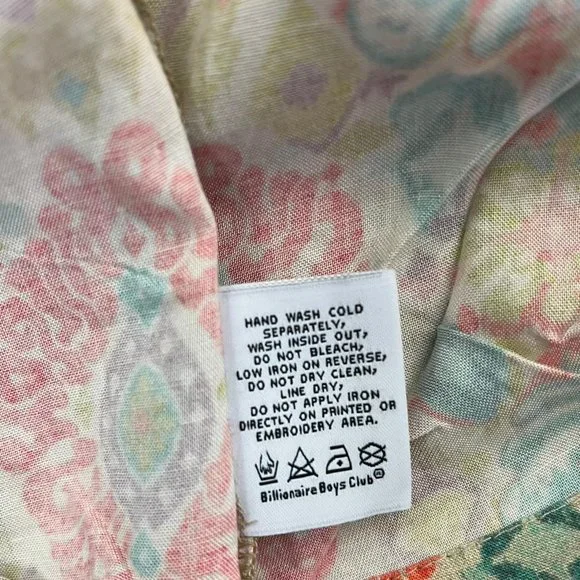 HAND WASH COLD
SEPARATELY,
WASH INSIDE OUT,
DO NOT BLEACH,
LOW IRON ON REVERSE,
DO NOT DRY CLEAN,
LINE DRY,
DO NOT APPLY IRON
DIRECTLY ON PRINTED OR
EMBROIDERY AREA.
Billionaire Boys Club